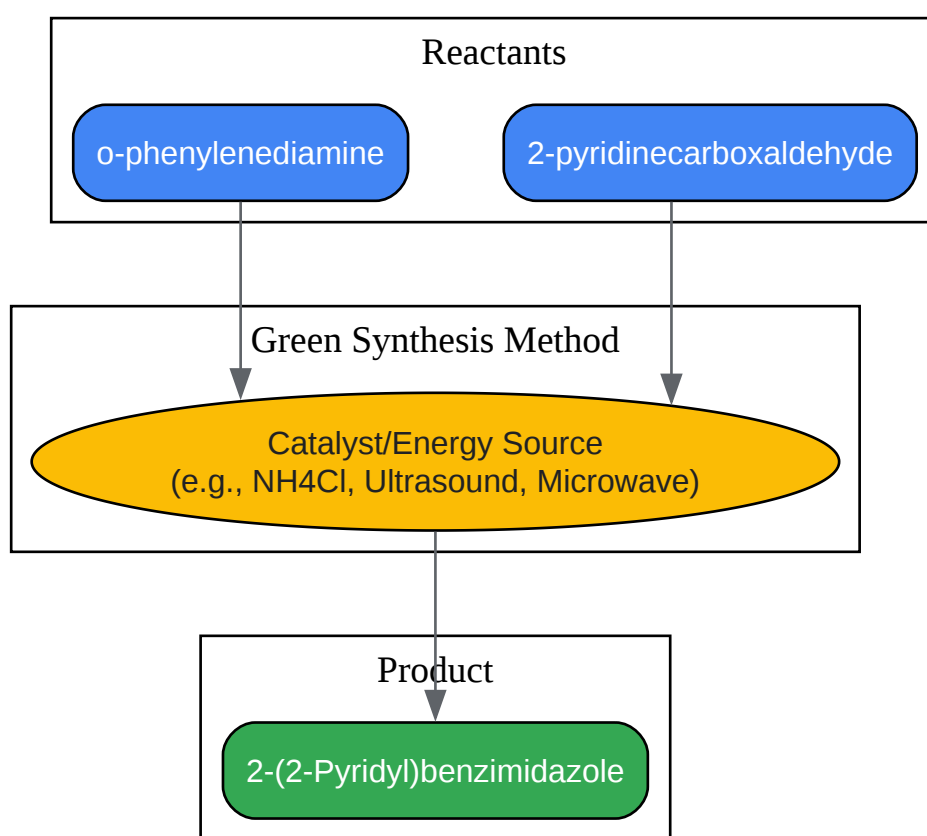 Reactants
o-phenylenediamine
2-pyridinecarboxaldehyde
Green Synthesis Method
Catalyst/Energy Source
(e.g., NH4Cl, Ultrasound, Microwave)
Product
2-(2-Pyridyl)benzimidazole